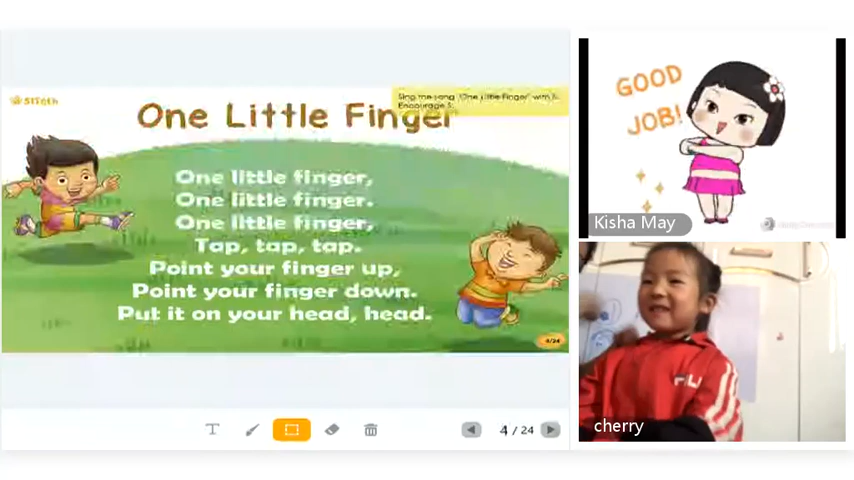 51Talk
Sing the song "One Little Finger" with S.
Encourage S.
One Little Finger
One little finger,
One little finger.
One little finger,
Tap, tap, tap.
Point your finger up,
Point your finger down.
Put it on your head, head.
4/24
T
4 / 24
GOOD
JOB!
Kisha May
FILA
cherry